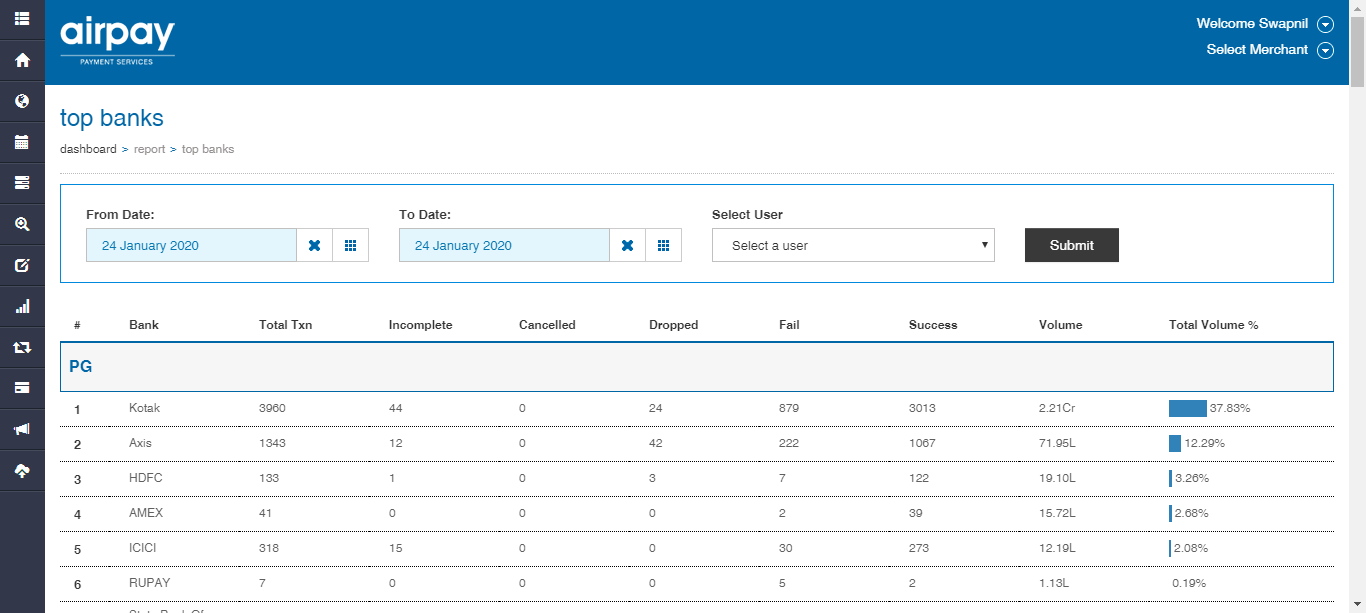 airpay
PAYMENT SERVICES
Welcome Swapnil
Select Merchant
top banks
dashboard > report > top banks
From Date: To Date: Select User
24 January 2020 24 January 2020 Select a user Submit
# Bank Total Txn Incomplete Cancelled Dropped Fail Success Volume Total Volume %
PG
1 Kotak 3960 44 0 24 879 3013 2.21Cr 37.83%
2 Axis 1343 12 0 42 222 1067 71.95L 12.29%
3 HDFC 133 1 0 3 7 122 19.10L 3.26%
4 AMEX 41 0 0 0 2 39 15.72L 2.68%
5 ICICI 318 15 0 0 30 273 12.19L 2.08%
6 RUPAY 7 0 0 0 5 2 1.13L 0.19%
State Bank Of